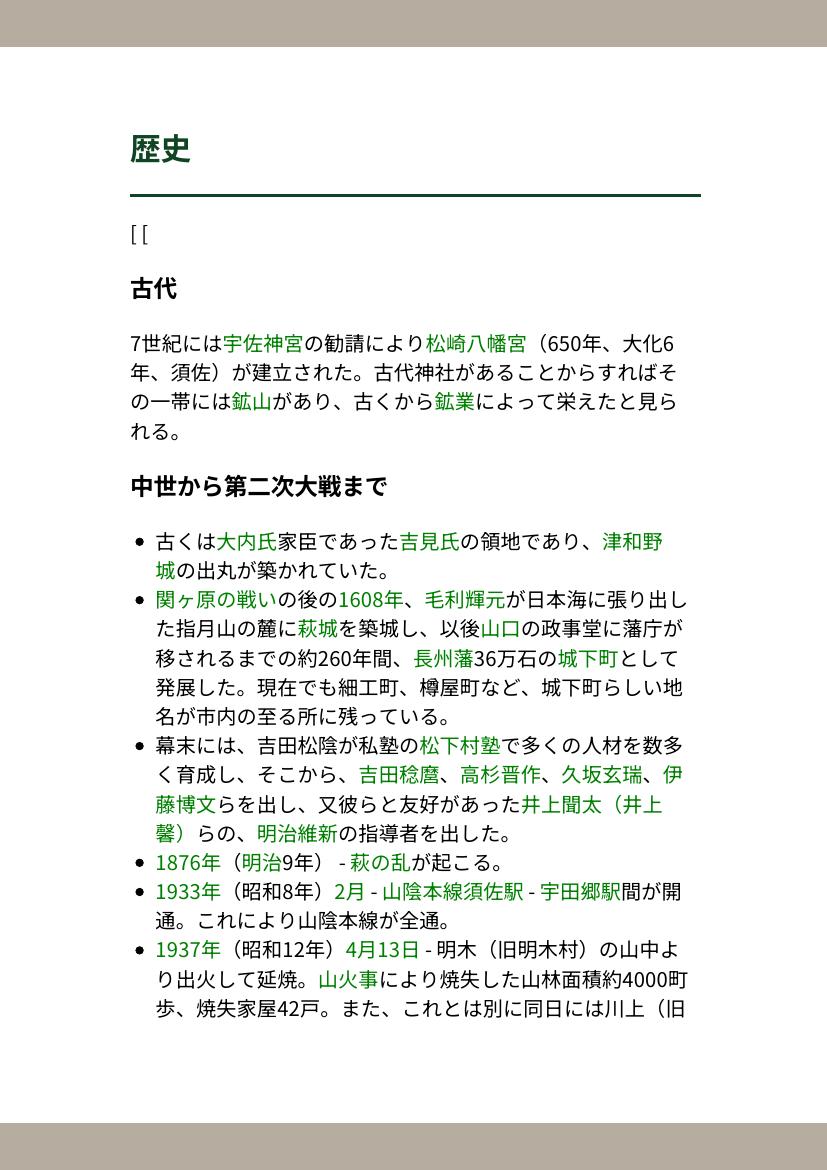 歴史
[ [
古代
7世紀には宇佐神宮の勧請により松崎八幡宮（650年、大化6
年、須佐）が建立された。古代神社があることからすればそ
の一帯には鉱山があり、古くから鉱業によって栄えたと見ら
れる。
中世から第二次大戦まで
• 古くは大内氏家臣であった吉見氏の領地であり、津和野
城の出丸が築かれていた。
• 関ヶ原の戦いの後の1608年、毛利輝元が日本海に張り出し
た指月山の麓に萩城を築城し、以後山口の政事堂に藩庁が
移されるまでの約260年間、長州藩36万石の城下町として
発展した。現在でも細工町、樽屋町など、城下町らしい地
名が市内の至る所に残っている。
• 幕末には、吉田松陰が私塾の松下村塾で多くの人材を数多
く育成し、そこから、吉田稔麿、高杉晋作、久坂玄瑞、伊
藤博文らを出し、又彼らと友好があった井上聞太（井上
馨）らの、明治維新の指導者を出した。
• 1876年（明治9年） - 萩の乱が起こる。
• 1933年（昭和8年）2月 - 山陰本線須佐駅 - 宇田郷駅間が開
通。これにより山陰本線が全通。
• 1937年（昭和12年）4月13日 - 明木（旧明木村）の山中よ
り出火して延焼。山火事により焼失した山林面積約4000町
歩、焼失家屋42戸。また、これとは別に同日には川上（旧